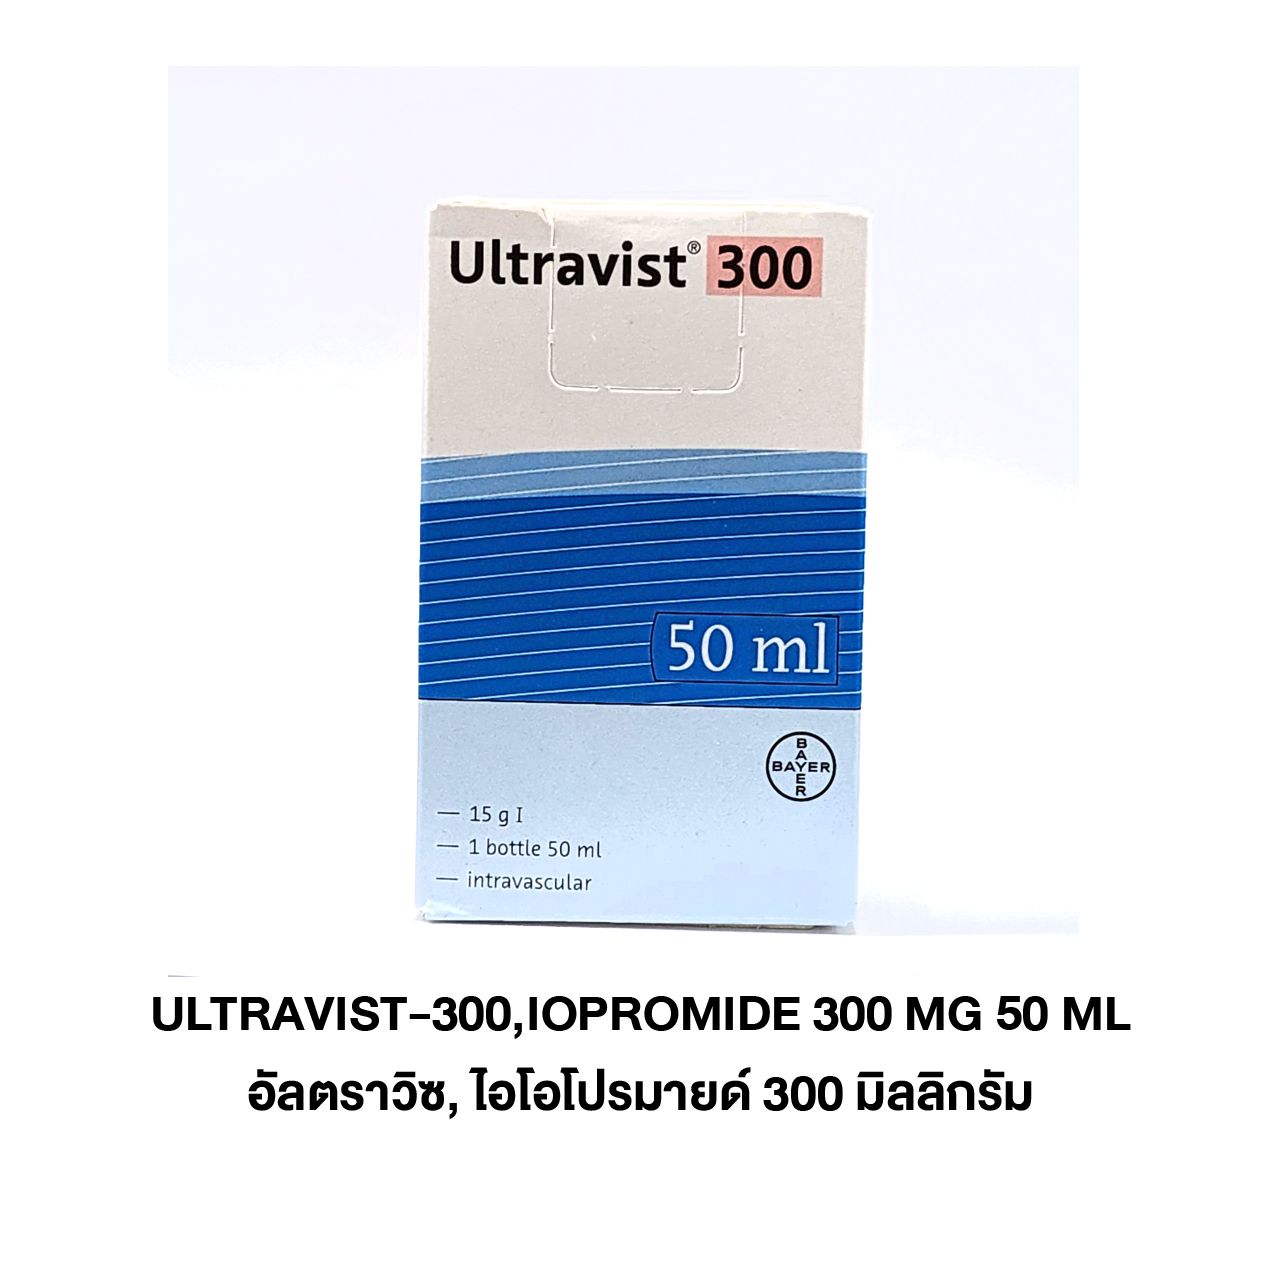 Ultravist® 300
50 ml
BAYER
BAYER
— 15 g I
— 1 bottle 50 ml
— intravascular
ULTRAVIST-300,IOPROMIDE 300 MG 50 ML
อัลตราวิซ, ไอโอโปรมายด์ 300 มิลลิกรัม